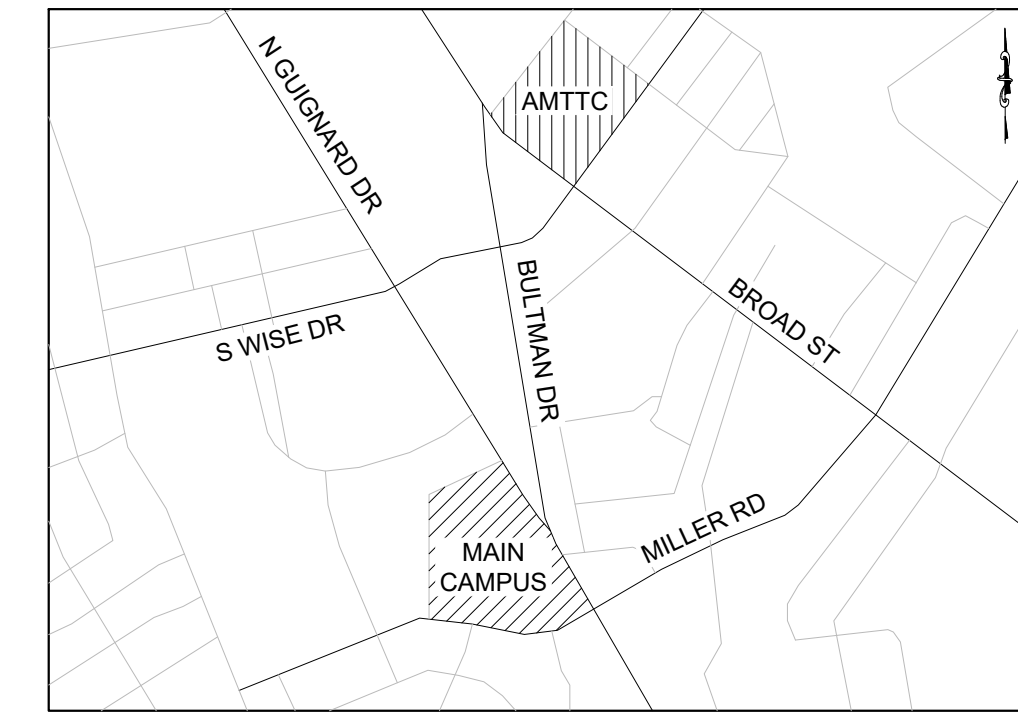 N GUIGNARD DR
AMTTC
S WISE DR
BULTMAN DR
BROAD ST
MAIN
CAMPUS
MILLER RD